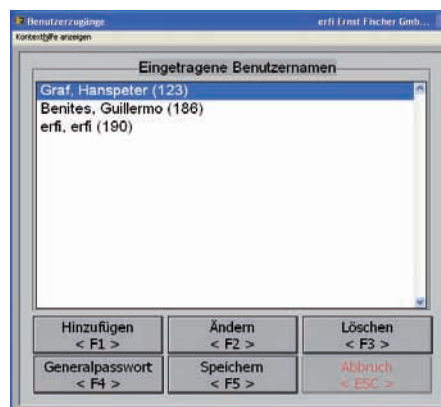 Benutzerzugänge erfi Ernst Fischer Gmb...
Kontexthilfe anzeigen
Eingetragene Benutzernamen
Graf, Hanspeter (123)
Benites, Guillermo (186)
erfi, erfi (190)
Hinzufügen Ändern Löschen
< F1 > < F2 > < F3 >
Generalpasswort Speichern Abbruch
< F4 > < F5 > < ESC >